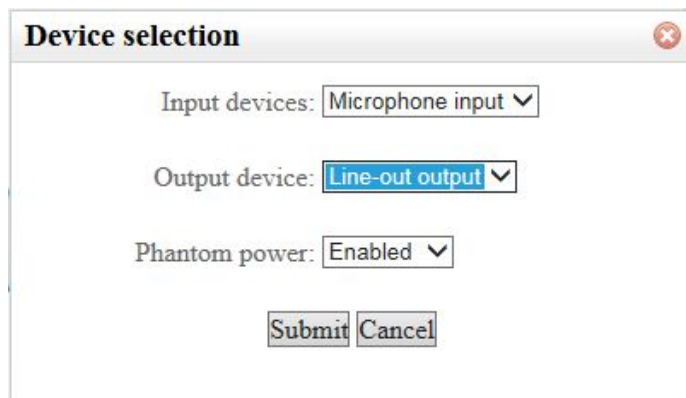 Device selection
Input devices: Microphone input
Output device: Line-out output
Phantom power: Enabled
Submit Cancel